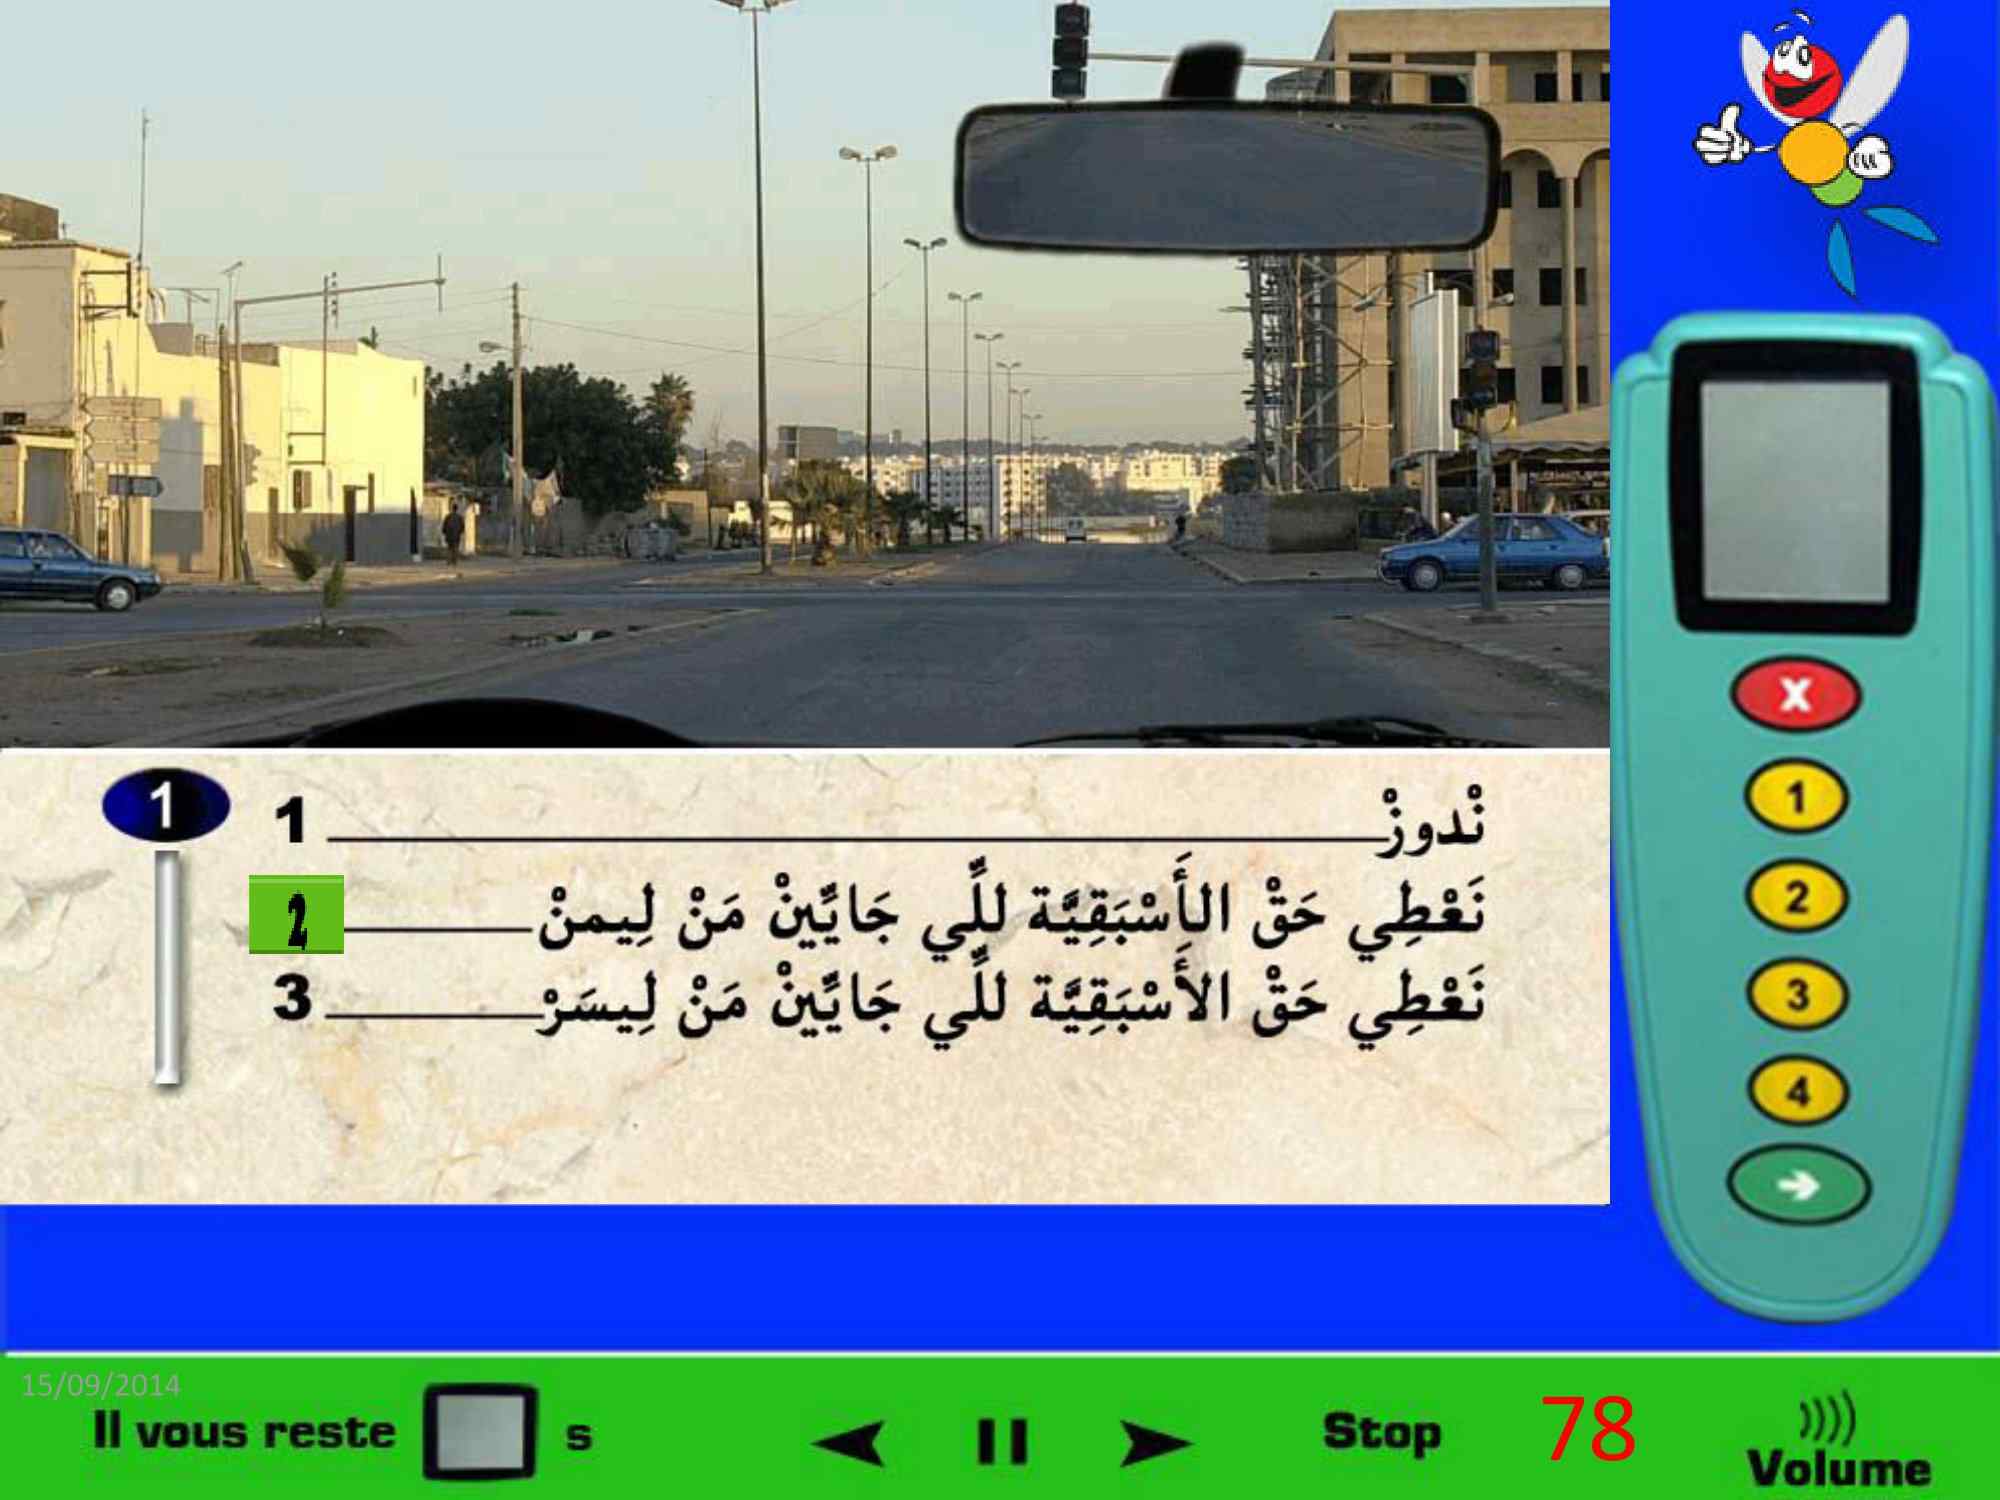 1
1 نْدوزْ
2 نَعْطِي حَقْ الأَسْبَقِيَّة للِّي جَايِّينْ مَنْ لِيمنْ
3 نَعْطِي حَقْ الأَسْبَقِيَّة للِّي جَايِّينْ مَنْ لِيسَرْ
X
1
2
3
4
15/09/2014
Il vous reste s
Stop
78
Volume